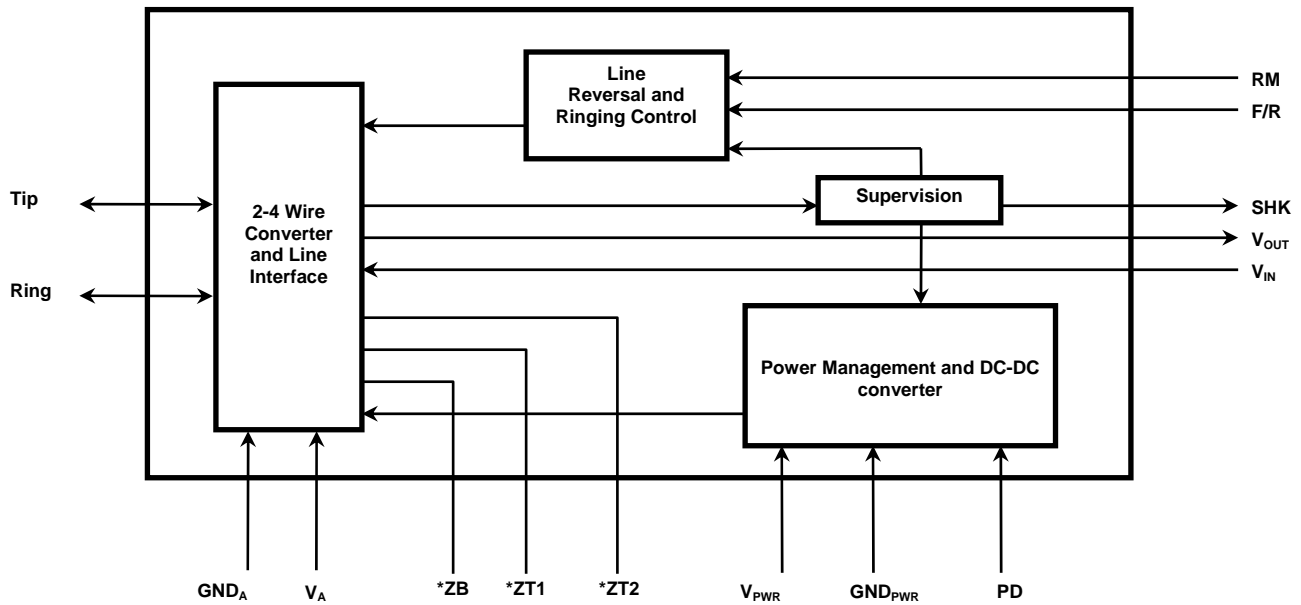 Line
Reversal and
Ringing Control
RM
F/R
Tip
2-4 Wire
Converter
and Line
Interface
Supervision
SHK
VOUT
VIN
Ring
Power Management and DC-DC
converter
GNDA
VA
*ZB
*ZT1
*ZT2
VPWR
GNDPWR
PD